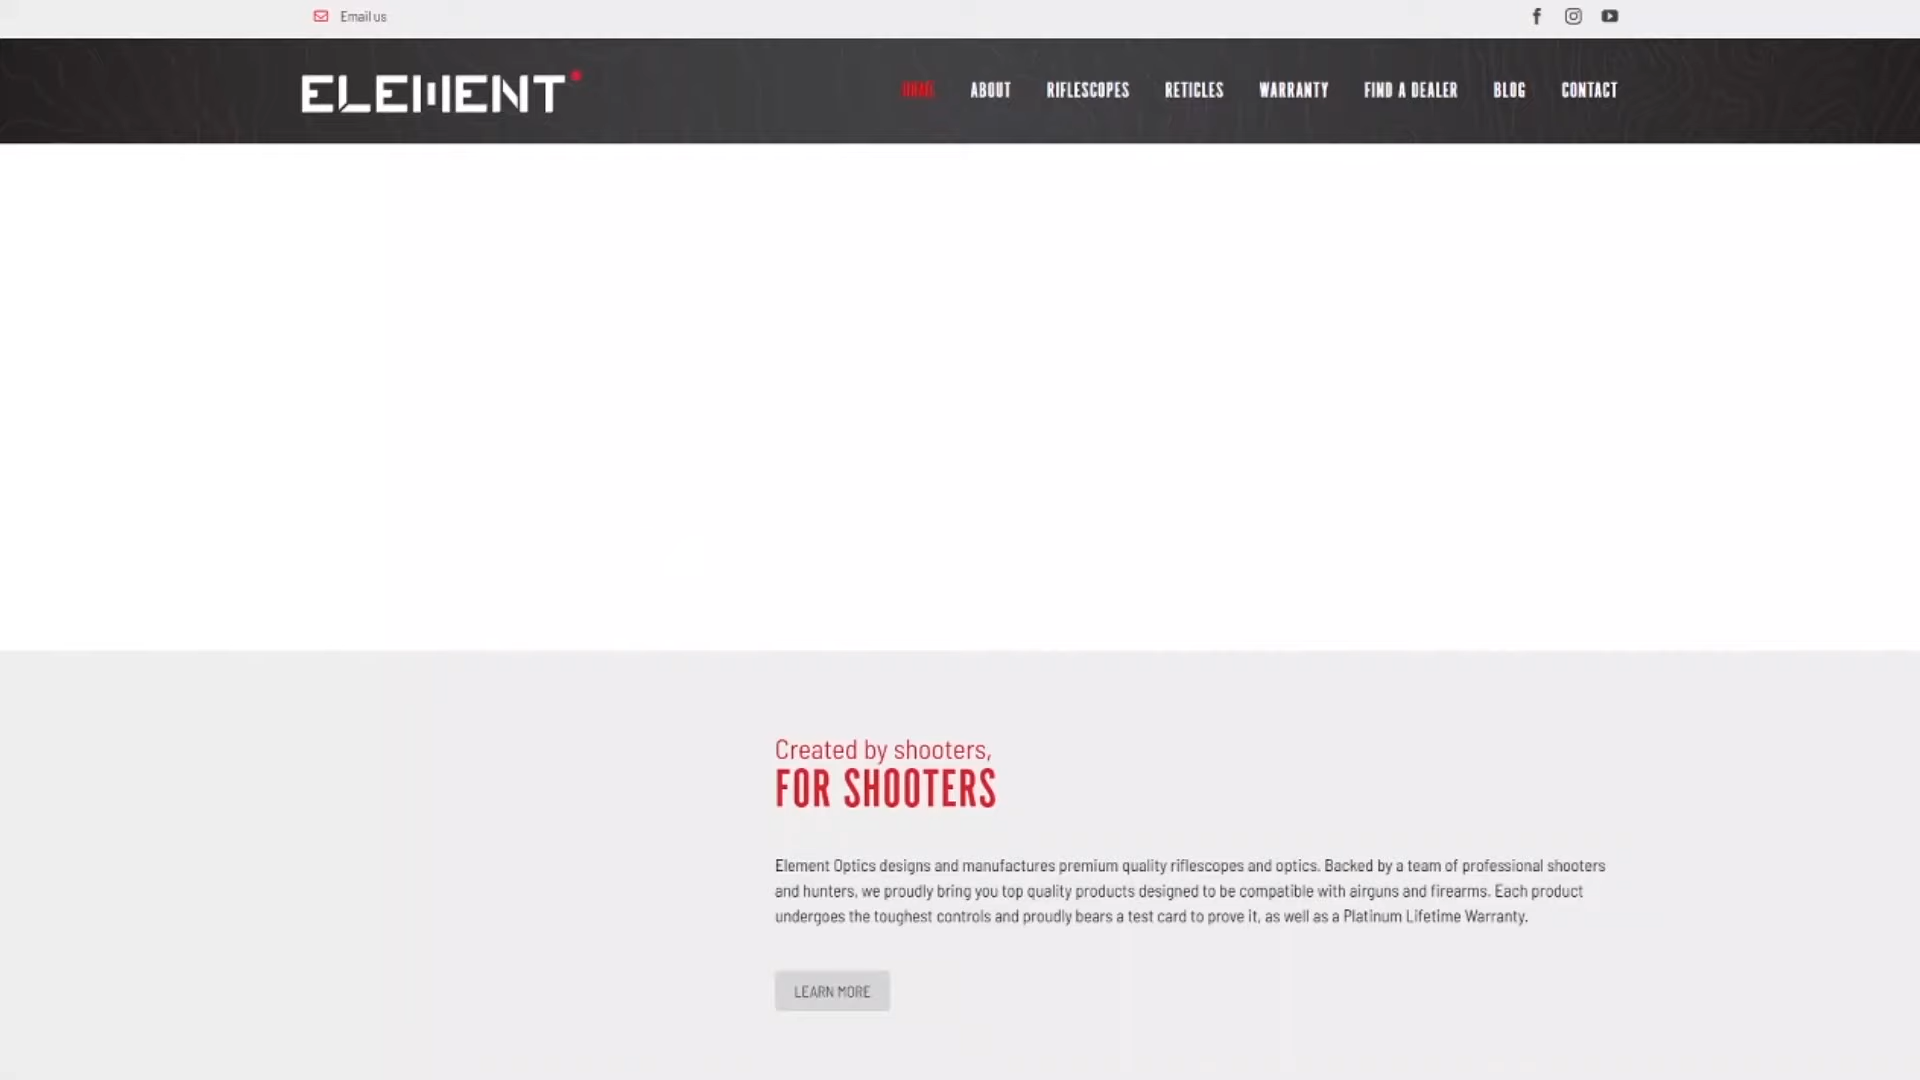 Email us
ELEMENT
HOME ABOUT RIFLESCOPES RETICLES WARRANTY FIND A DEALER BLOG CONTACT
Created by shooters,
FOR SHOOTERS
Element Optics designs and manufactures premium quality riflescopes and optics. Backed by a team of professional shooters
and hunters, we proudly bring you top quality products designed to be compatible with airguns and firearms. Each product
undergoes the toughest controls and proudly bears a test card to prove it, as well as a Platinum Lifetime Warranty.
LEARN MORE